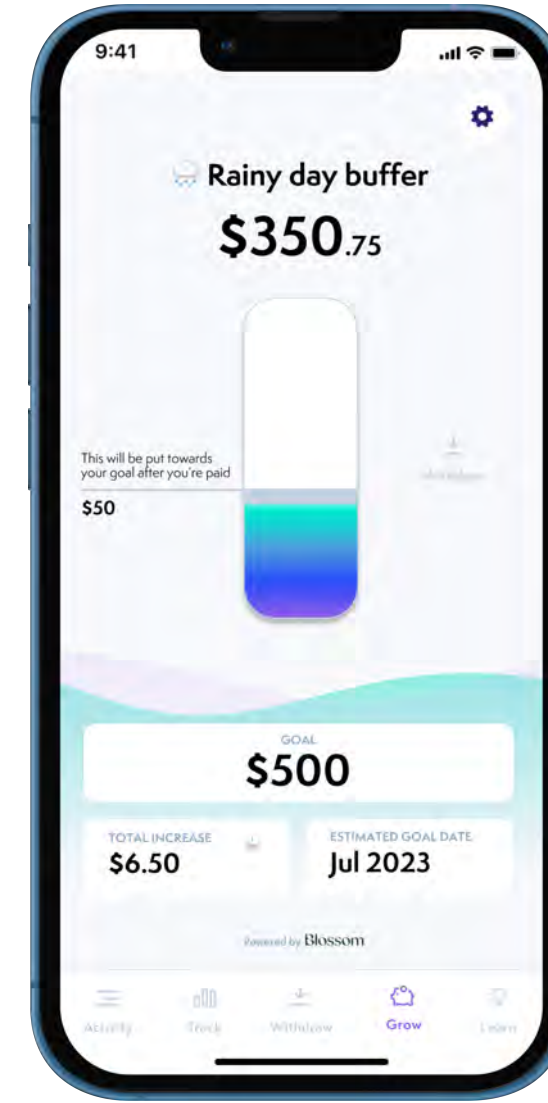 9:41
Rainy day buffer
$350.75
This will be put towards
your goal after you're paid
$50
GOAL
$500
TOTAL INCREASE
$6.50
ESTIMATED GOAL DATE
Jul 2023
Powered by Blossom
Activity
Track
Withdraw
Grow
Learn